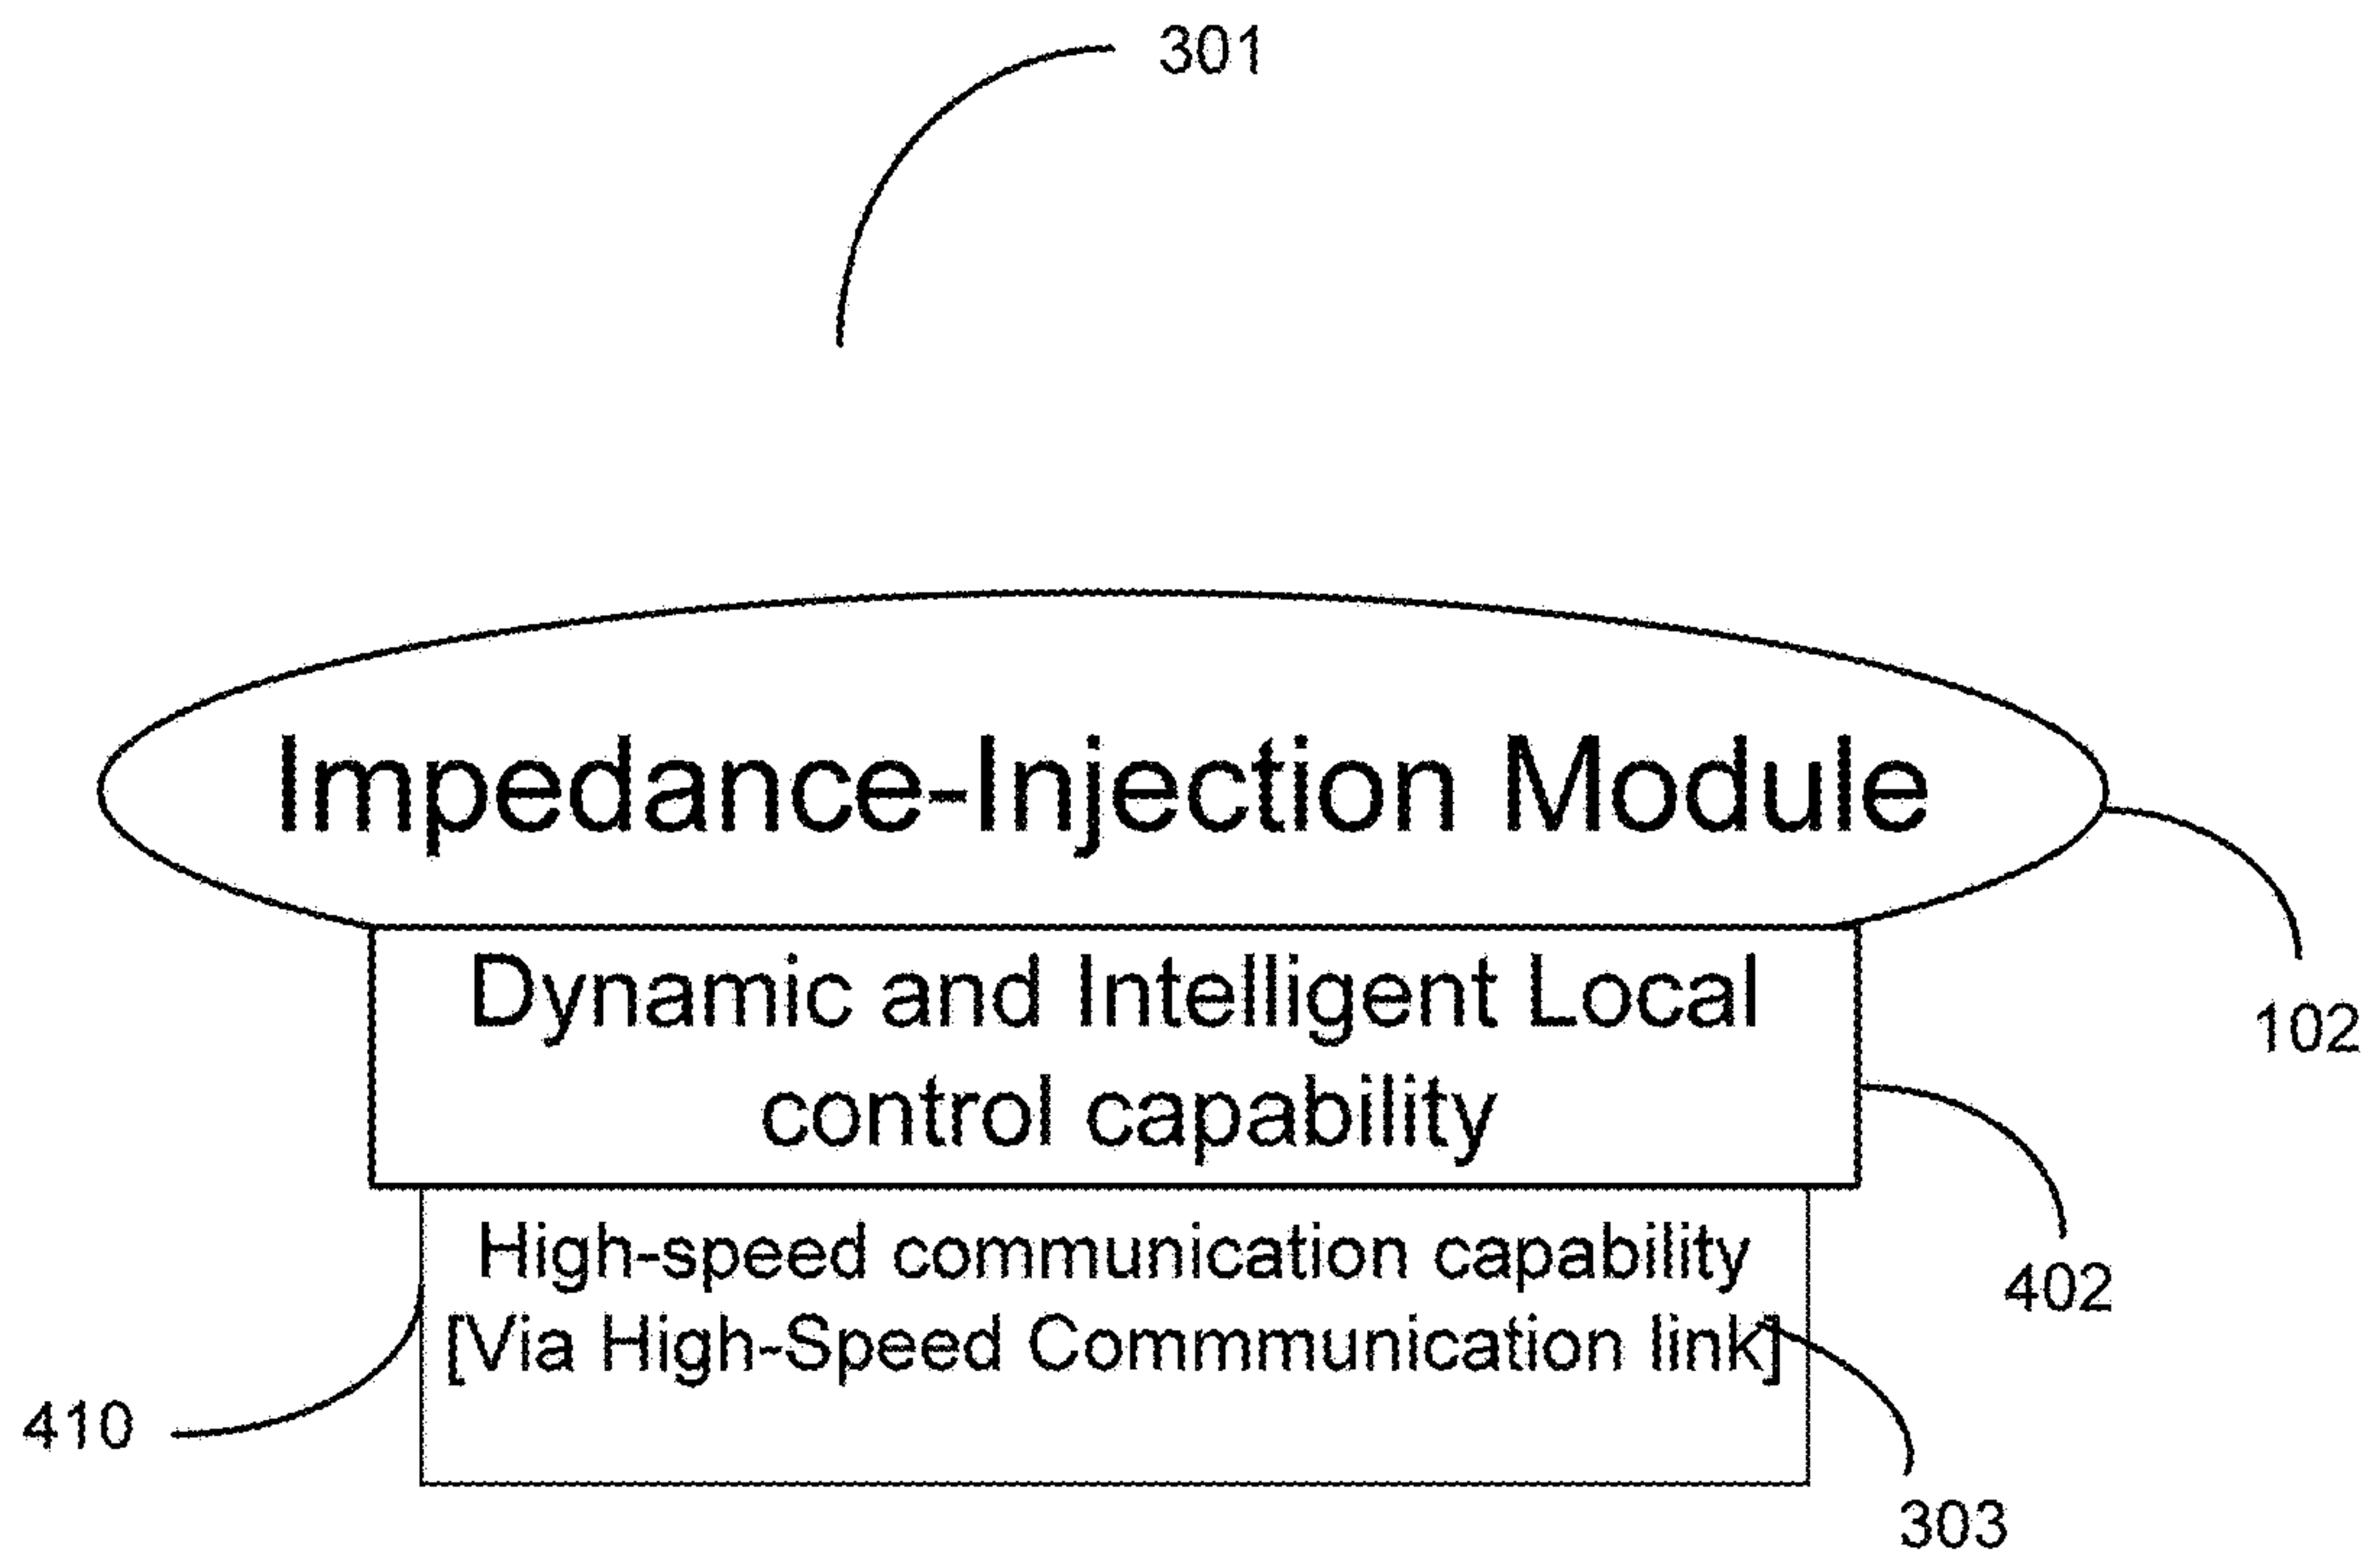 301
Impedance-Injection Module
102
Dynamic and Intelligent Local
control capability
402
High-speed communication capability
[Via High-Speed Commmunication link]
410
303